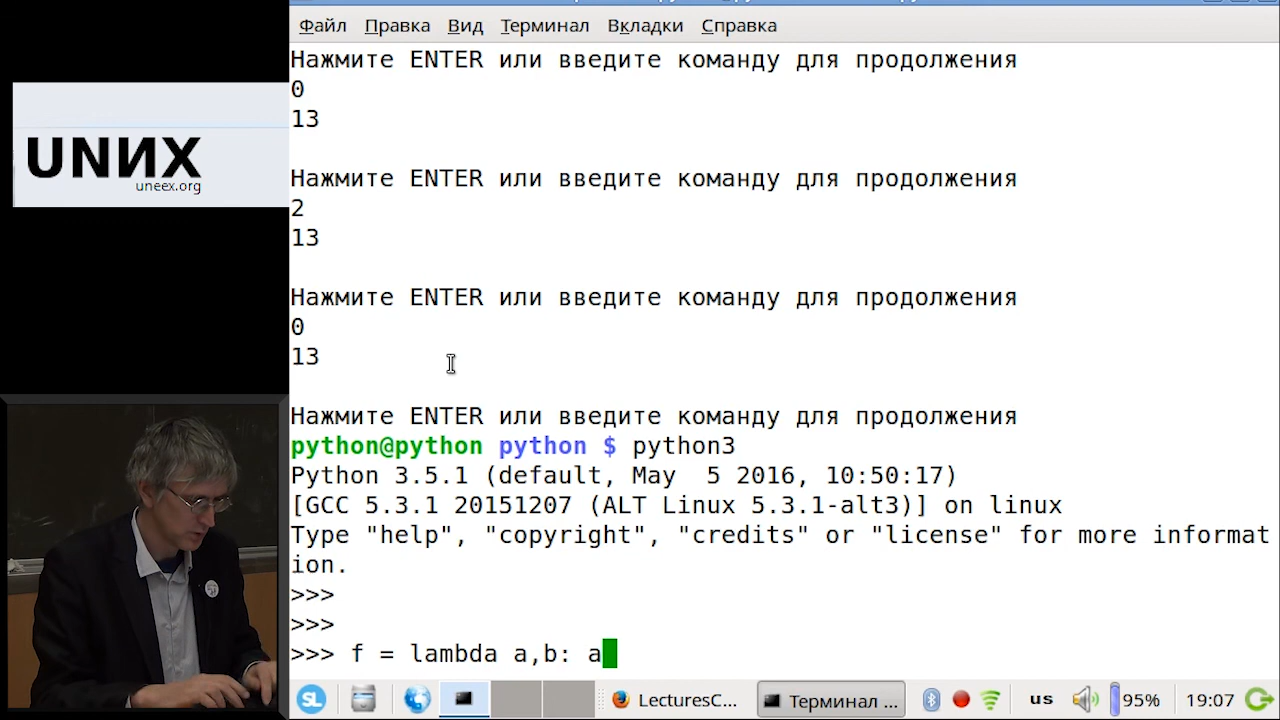 Файл Правка Вид Терминал Вкладки Справка
Нажмите ENTER или введите команду для продолжения
0
13
Нажмите ENTER или введите команду для продолжения
2
13
Нажмите ENTER или введите команду для продолжения
0
13
Нажмите ENTER или введите команду для продолжения
python@python python $ python3
Python 3.5.1 (default, May  5 2016, 10:50:17)
[GCC 5.3.1 20151207 (ALT Linux 5.3.1-alt3)] on linux
Type "help", "copyright", "credits" or "license" for more informat
ion.
>>>
>>>
>>> f = lambda a,b: a
UNИX
uneex.org
SL LecturesC... Терминал ... us 95% 19:07